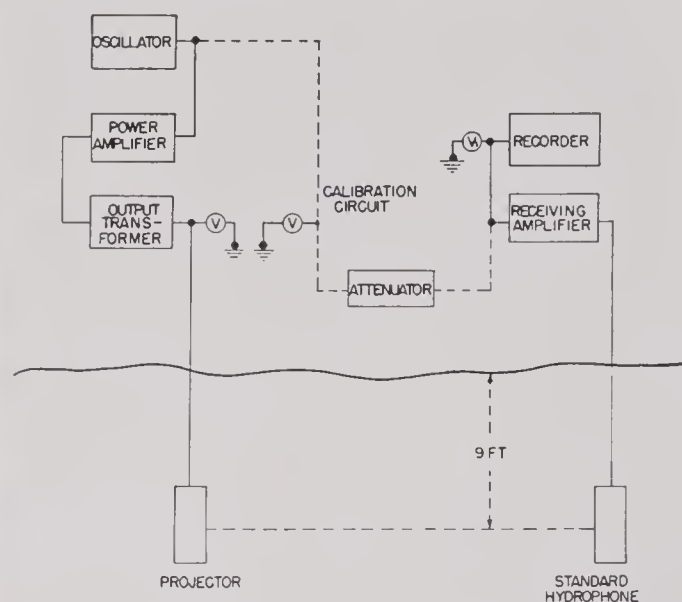 OSCILLATOR
POWER
AMPLIFIER
OUTPUT
TRANS-
FORMER
V
V
CALIBRATION
CIRCUIT
ATTENUATOR
V
RECORDER
RECEIVING
AMPLIFIER
9 FT
PROJECTOR
STANDARD
HYDROPHONE